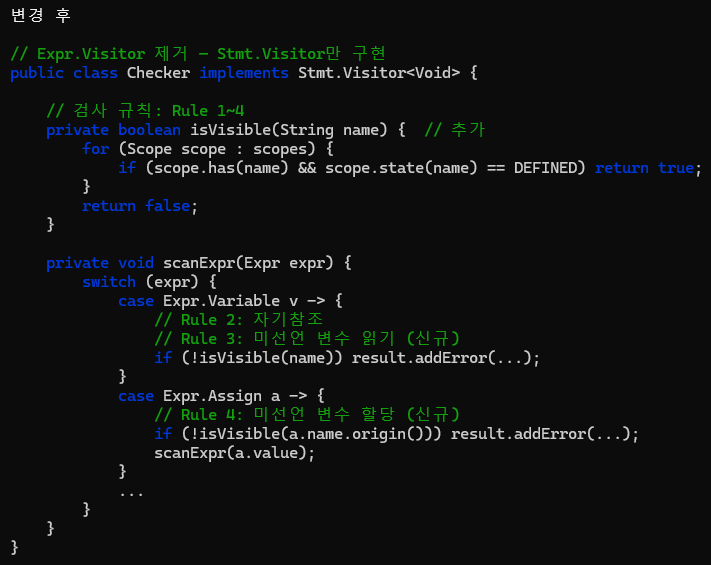 변경 후
// Expr.Visitor 제거 — Stmt.Visitor만 구현
public class Checker implements Stmt.Visitor<Void> {
// 검사 규칙: Rule 1~4
private boolean isVisible(String name) {  // 추가
for (Scope scope : scopes) {
if (scope.has(name) && scope.state(name) == DEFINED) return true;
}
return false;
}
private void scanExpr(Expr expr) {
switch (expr) {
case Expr.Variable v -> {
// Rule 2: 자기참조
// Rule 3: 미선언 변수 읽기 (신규)
if (!isVisible(name)) result.addError(...);
}
case Expr.Assign a -> {
// Rule 4: 미선언 변수 할당 (신규)
if (!isVisible(a.name.origin())) result.addError(...);
scanExpr(a.value);
}
...
}
}
}